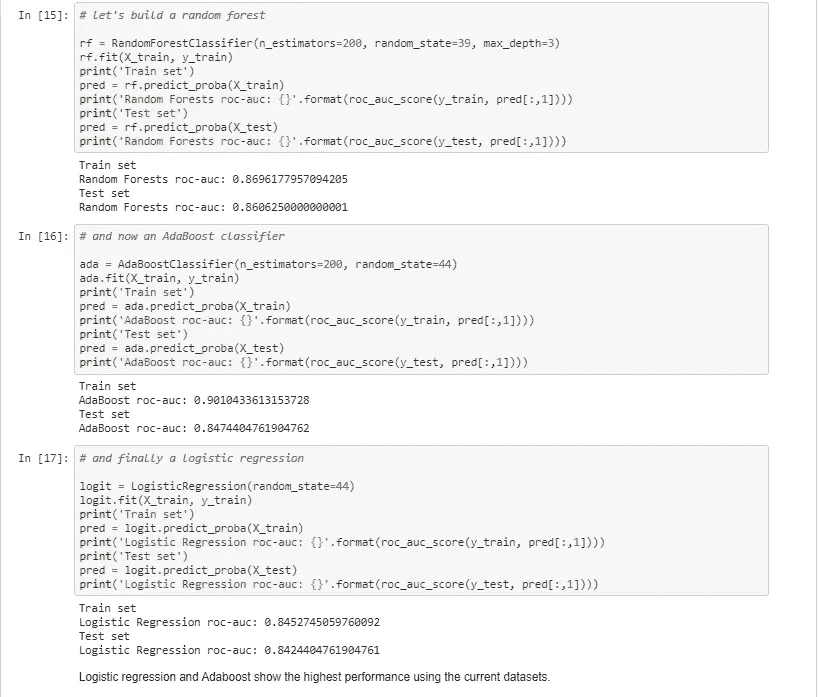 In [15]: # let's build a random forest
rf = RandomForestClassifier(n_estimators=200, random_state=39, max_depth=3)
rf.fit(X_train, y_train)
print('Train set')
pred = rf.predict_proba(X_train)
print('Random Forests roc-auc: {}'.format(roc_auc_score(y_train, pred[:,1])))
print('Test set')
pred = rf.predict_proba(X_test)
print('Random Forests roc-auc: {}'.format(roc_auc_score(y_test, pred[:,1])))
Train set
Random Forests roc-auc: 0.8696177957094205
Test set
Random Forests roc-auc: 0.8606250000000001
In [16]: # and now an AdaBoost classifier
ada = AdaBoostClassifier(n_estimators=200, random_state=44)
ada.fit(X_train, y_train)
print('Train set')
pred = ada.predict_proba(X_train)
print('AdaBoost roc-auc: {}'.format(roc_auc_score(y_train, pred[:,1])))
print('Test set')
pred = ada.predict_proba(X_test)
print('AdaBoost roc-auc: {}'.format(roc_auc_score(y_test, pred[:,1])))
Train set
AdaBoost roc-auc: 0.9010433613153728
Test set
AdaBoost roc-auc: 0.8474404761904762
In [17]: # and finally a logistic regression
logit = LogisticRegression(random_state=44)
logit.fit(X_train, y_train)
print('Train set')
pred = logit.predict_proba(X_train)
print('Logistic Regression roc-auc: {}'.format(roc_auc_score(y_train, pred[:,1])))
print('Test set')
pred = logit.predict_proba(X_test)
print('Logistic Regression roc-auc: {}'.format(roc_auc_score(y_test, pred[:,1])))
Train set
Logistic Regression roc-auc: 0.8452745059760092
Test set
Logistic Regression roc-auc: 0.8424404761904761
Logistic regression and Adaboost show the highest performance using the current datasets.